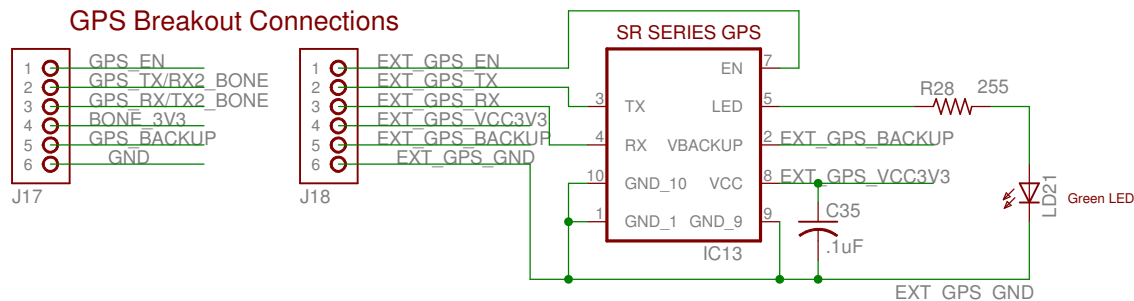 GPS Breakout Connections
1 GPS_EN
2 GPS_TX/RX2_BONE
3 GPS_RX/TX2_BONE
4 BONE_3V3
5 GPS_BACKUP
6 GND
J17
1 EXT_GPS_EN
2 EXT_GPS_TX
3 EXT_GPS_RX
4 EXT_GPS_VCC3V3
5 EXT_GPS_BACKUP
6 EXT_GPS_GND
J18
SR SERIES GPS
EN 7
3 TX LED 5
4 RX VBACKUP 2 EXT_GPS_BACKUP
10 GND_10 VCC 8 EXT_GPS_VCC3V3
1 GND_1 GND_9 9
IC13
R28 255
C35
.1uF
LD21
Green LED
EXT_GPS_GND